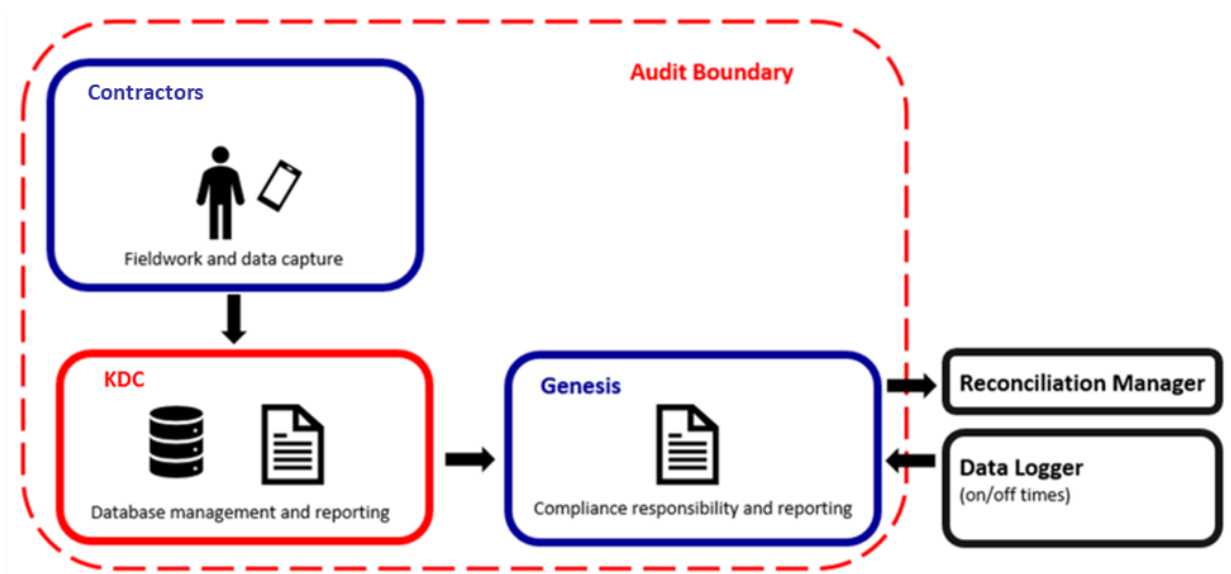 Audit Boundary
Contractors
Fieldwork and data capture
KDC
Database management and reporting
Genesis
Compliance responsibility and reporting
Reconciliation Manager
Data Logger
(on/off times)